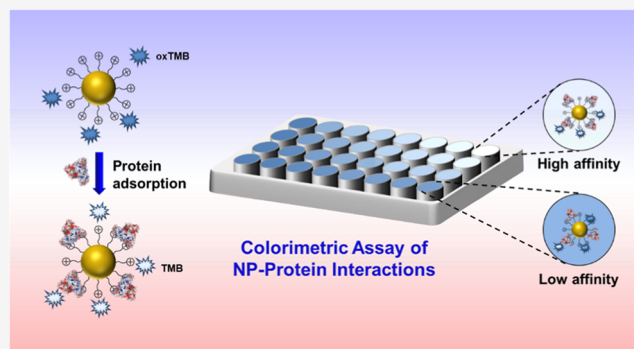 oxTMB
Protein
adsorption
TMB
Colorimetric Assay of
NP-Protein Interactions
High affinity
Low affinity